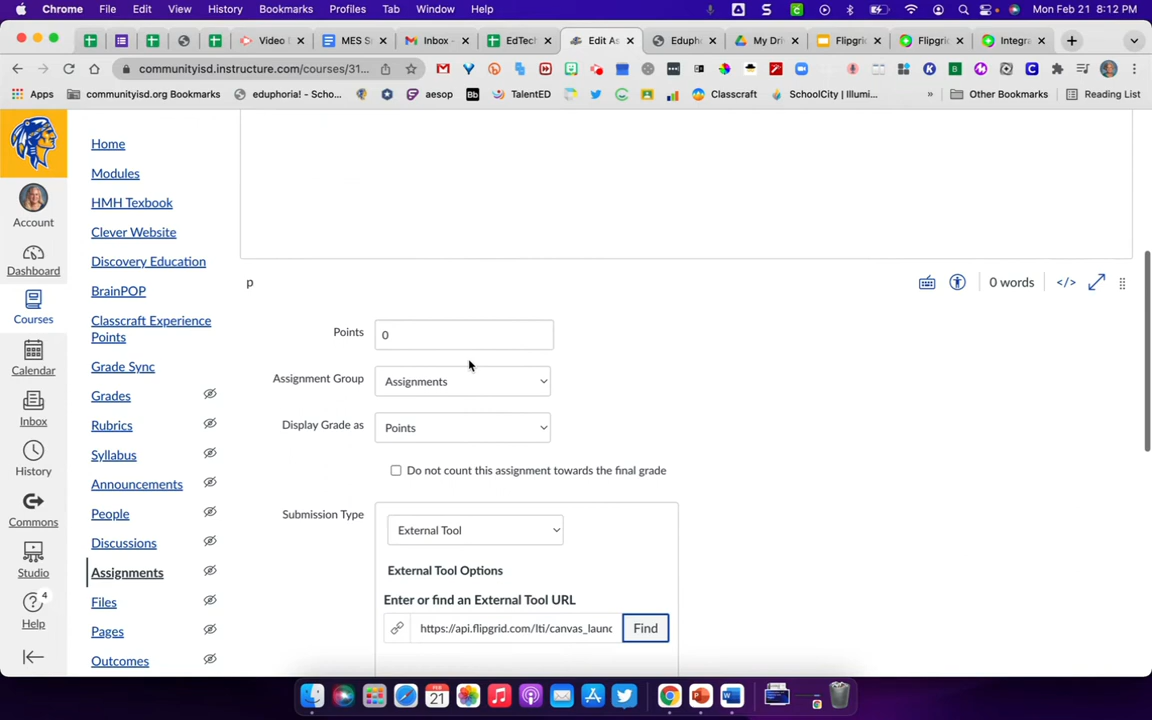 Chrome File Edit View History Bookmarks Profiles Tab Window Help Mon Feb 21 8:12 PM
Video MES S Inbox - EdTech Edit As Eduph My Dri Flipgri Flipgri Integra
communityisd.instructure.com/courses/31...
Apps communityisd.org Bookmarks eduphoria! - Scho... aesop Bb TalentED Classcraft SchoolCity | Illumi... » Other Bookmarks Reading List
Account
Dashboard
Courses
Calendar
Inbox
History
Commons
Studio
4
Help
Home
Modules
HMH Texbook
Clever Website
Discovery Education
BrainPOP
Classcraft Experience
Points
Grade Sync
Grades
Rubrics
Syllabus
Announcements
People
Discussions
Assignments
Files
Pages
Outcomes
p 0 words </>
Points 0
Assignment Group Assignments
Display Grade as Points
Do not count this assignment towards the final grade
Submission Type External Tool
External Tool Options
Enter or find an External Tool URL
https://api.flipgrid.com/lti/canvas_launc Find
21